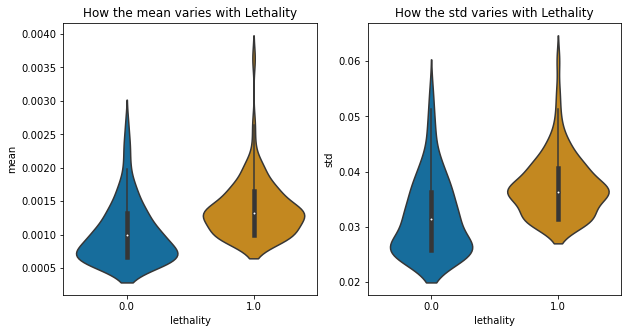 How the mean varies with Lethality
0.0040
0.0035
0.0030
0.0025
0.0020
0.0015
0.0010
0.0005
mean
0.0
1.0
lethality
How the std varies with Lethality
0.06
0.05
0.04
0.03
0.02
std
0.0
1.0
lethality